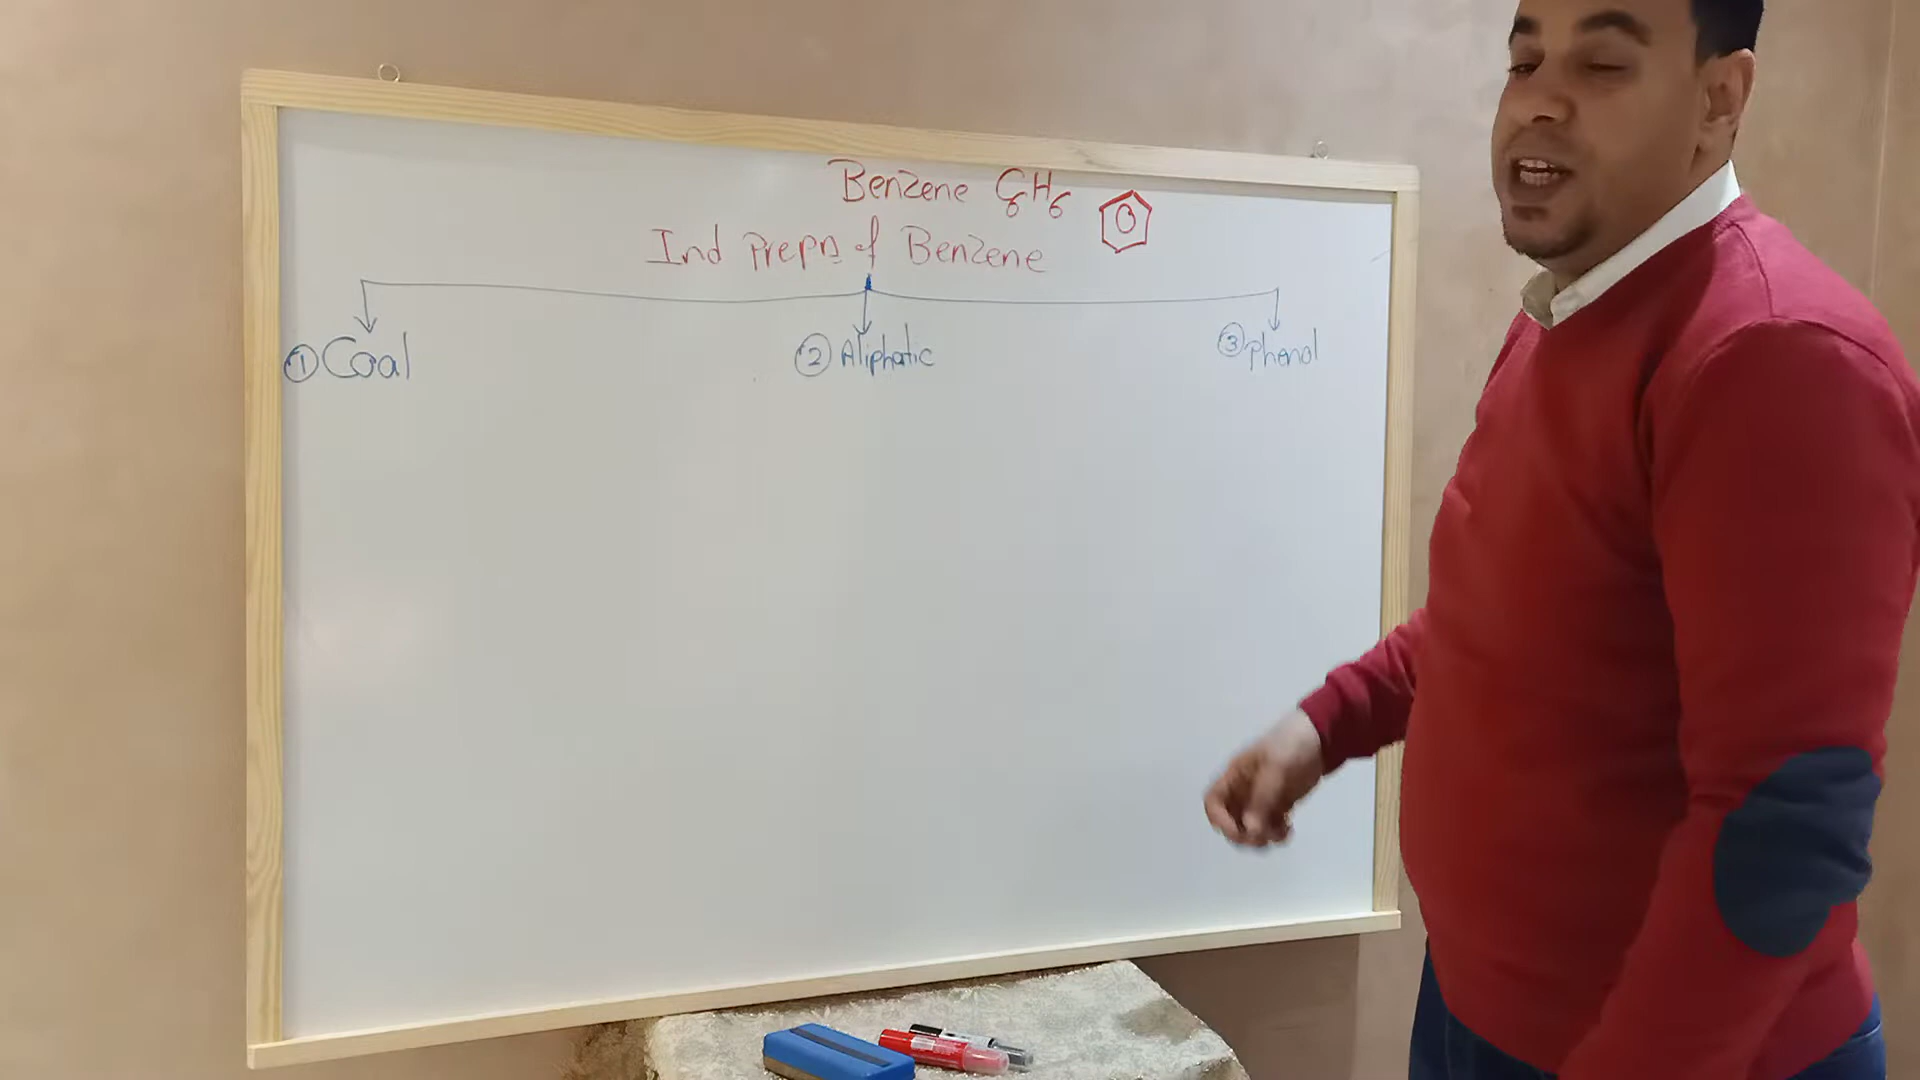 Benzene C6H6
Ind Prepn of Benzene
① Coal
② Aliphatic
③ phenol